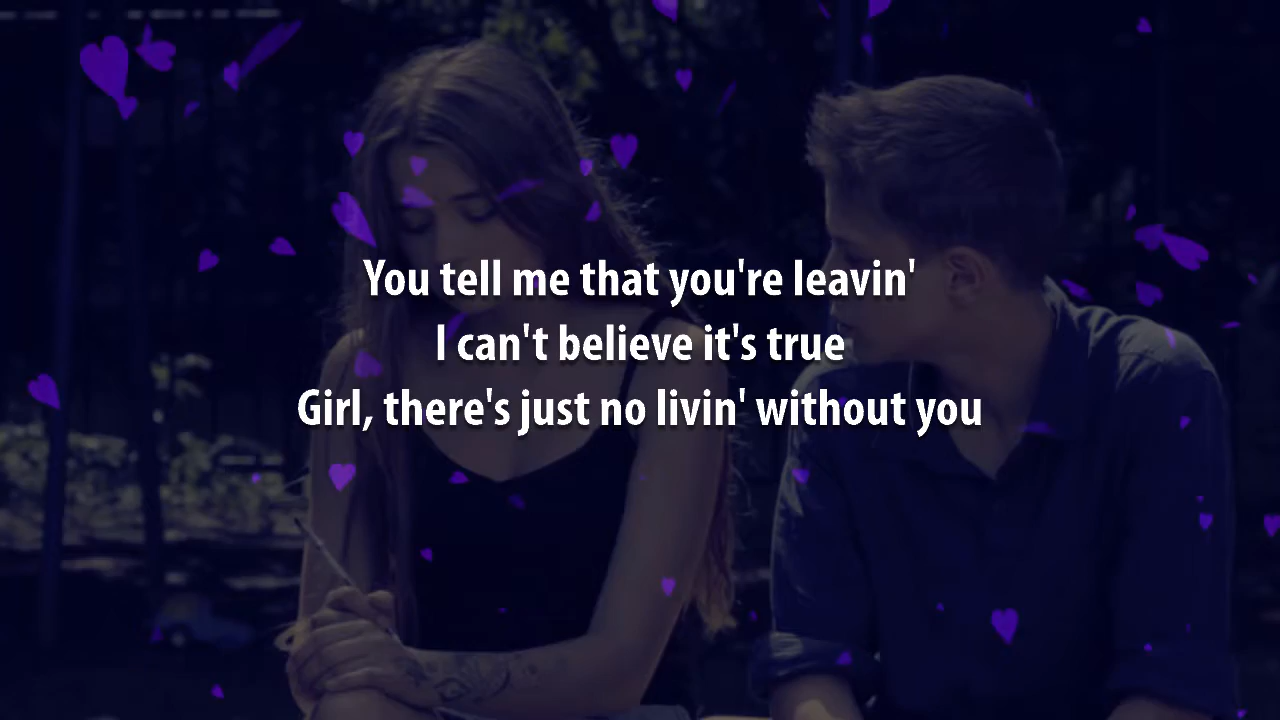 You tell me that you're leavin'
I can't believe it's true
Girl, there's just no livin' without you